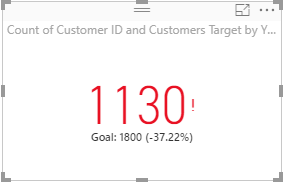 Count of Customer ID and Customers Target by Y...
1130!
Goal: 1800 (-37.22%)